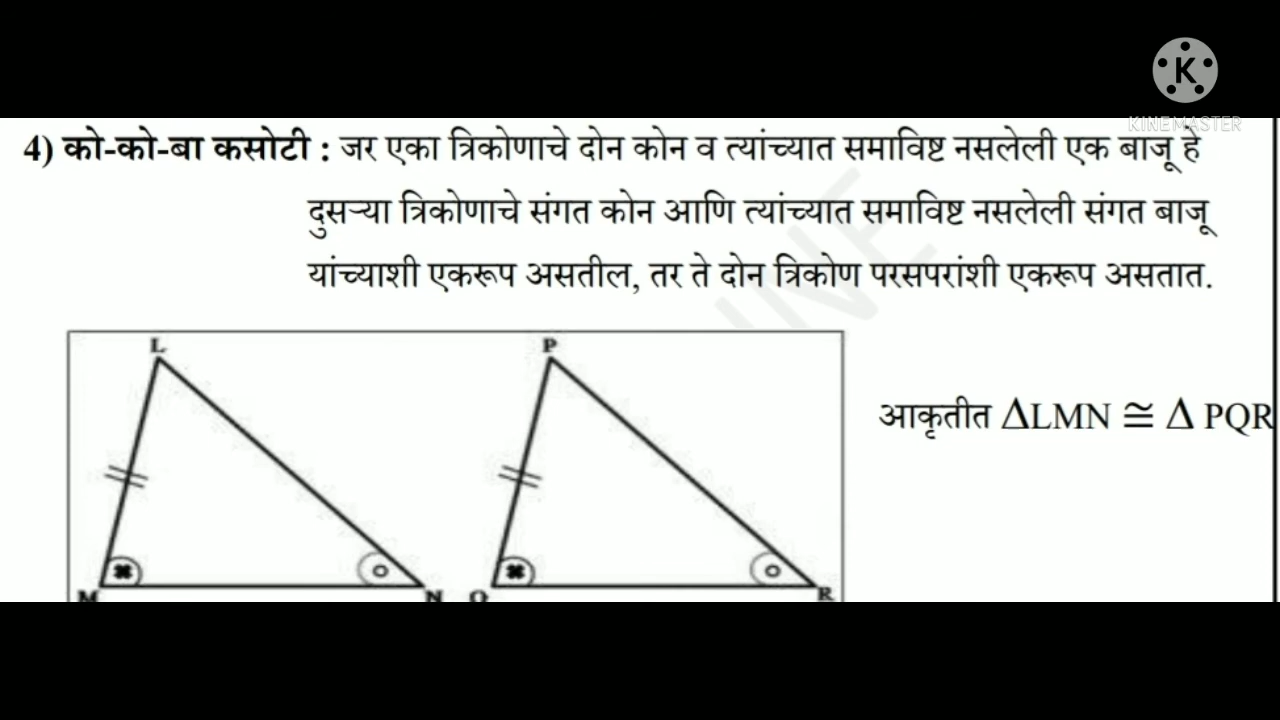 K
KINEMASTER
4) को-को-बा कसोटी : जर एका त्रिकोणाचे दोन कोन व त्यांच्यात समाविष्ट नसलेली एक बाजू हे
दुसऱ्या त्रिकोणाचे संगत कोन आणि त्यांच्यात समाविष्ट नसलेली संगत बाजू
यांच्याशी एकरूप असतील, तर ते दोन त्रिकोण परसपरांशी एकरूप असतात.
L P
आकृतीत ΔLMN ≅ Δ PQR
M N Q R